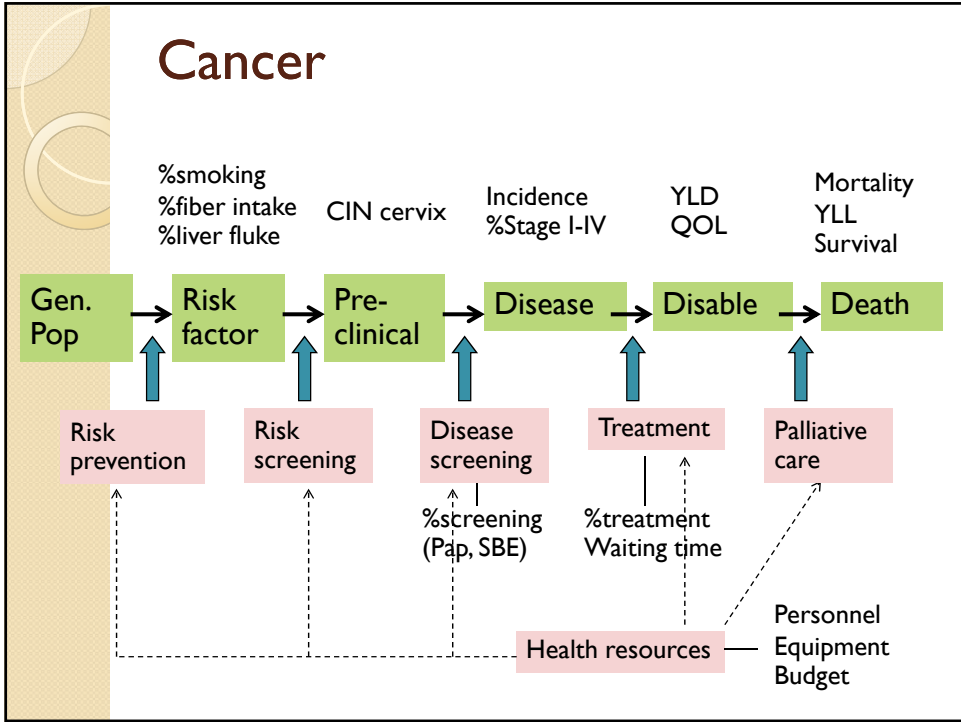 Cancer
%smoking
%fiber intake
%liver fluke
CIN cervix
Incidence
%Stage I-IV
YLD
QOL
Mortality
YLL
Survival
Gen.
Pop
Risk
factor
Pre-
clinical
Disease
Disable
Death
Risk
prevention
Risk
screening
Disease
screening
Treatment
Palliative
care
%screening
(Pap, SBE)
%treatment
Waiting time
Health resources
Personnel
Equipment
Budget